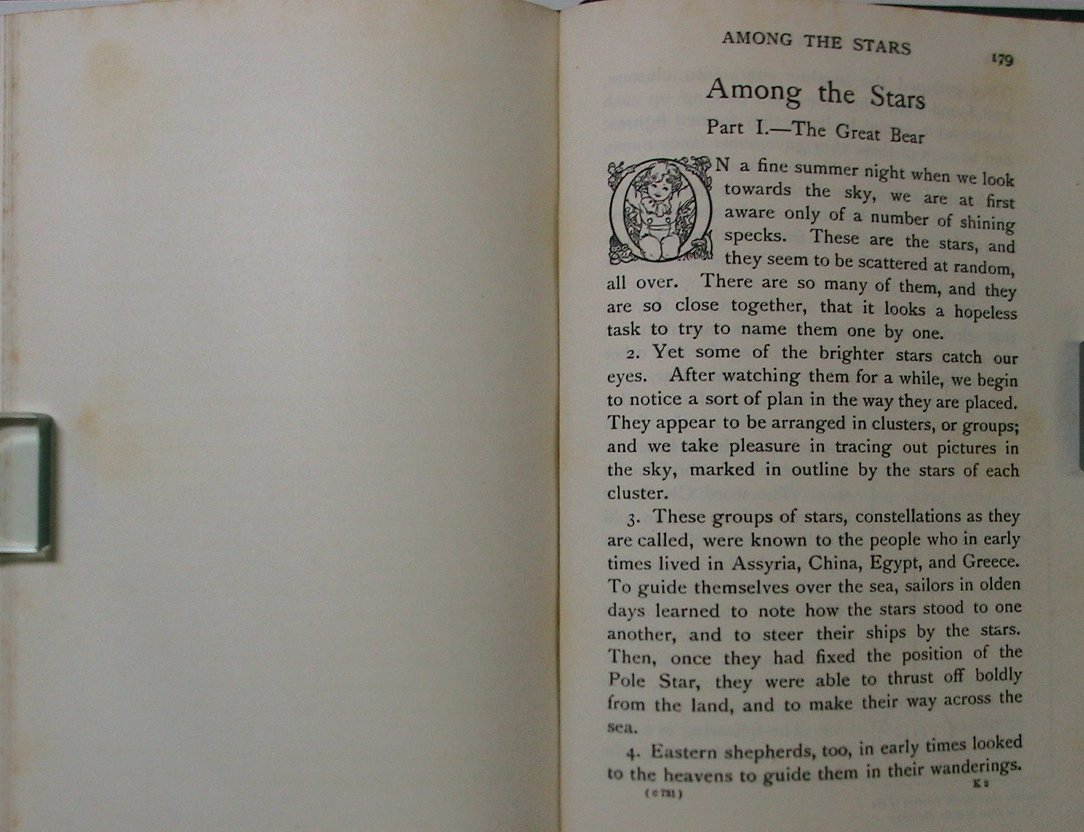 AMONG THE STARS 179
Among the Stars
Part I.—The Great Bear
ON a fine summer night when we look
towards the sky, we are at first
aware only of a number of shining
specks. These are the stars, and
they seem to be scattered at random,
all over. There are so many of them, and they
are so close together, that it looks a hopeless
task to try to name them one by one.
2. Yet some of the brighter stars catch our
eyes. After watching them for a while, we begin
to notice a sort of plan in the way they are placed.
They appear to be arranged in clusters, or groups;
and we take pleasure in tracing out pictures in
the sky, marked in outline by the stars of each
cluster.
3. These groups of stars, constellations as they
are called, were known to the people who in early
times lived in Assyria, China, Egypt, and Greece.
To guide themselves over the sea, sailors in olden
days learned to note how the stars stood to one
another, and to steer their ships by the stars.
Then, once they had fixed the position of the
Pole Star, they were able to thrust off boldly
from the land, and to make their way across the
sea.
4. Eastern shepherds, too, in early times looked
to the heavens to guide them in their wanderings.
(C 731) K 2